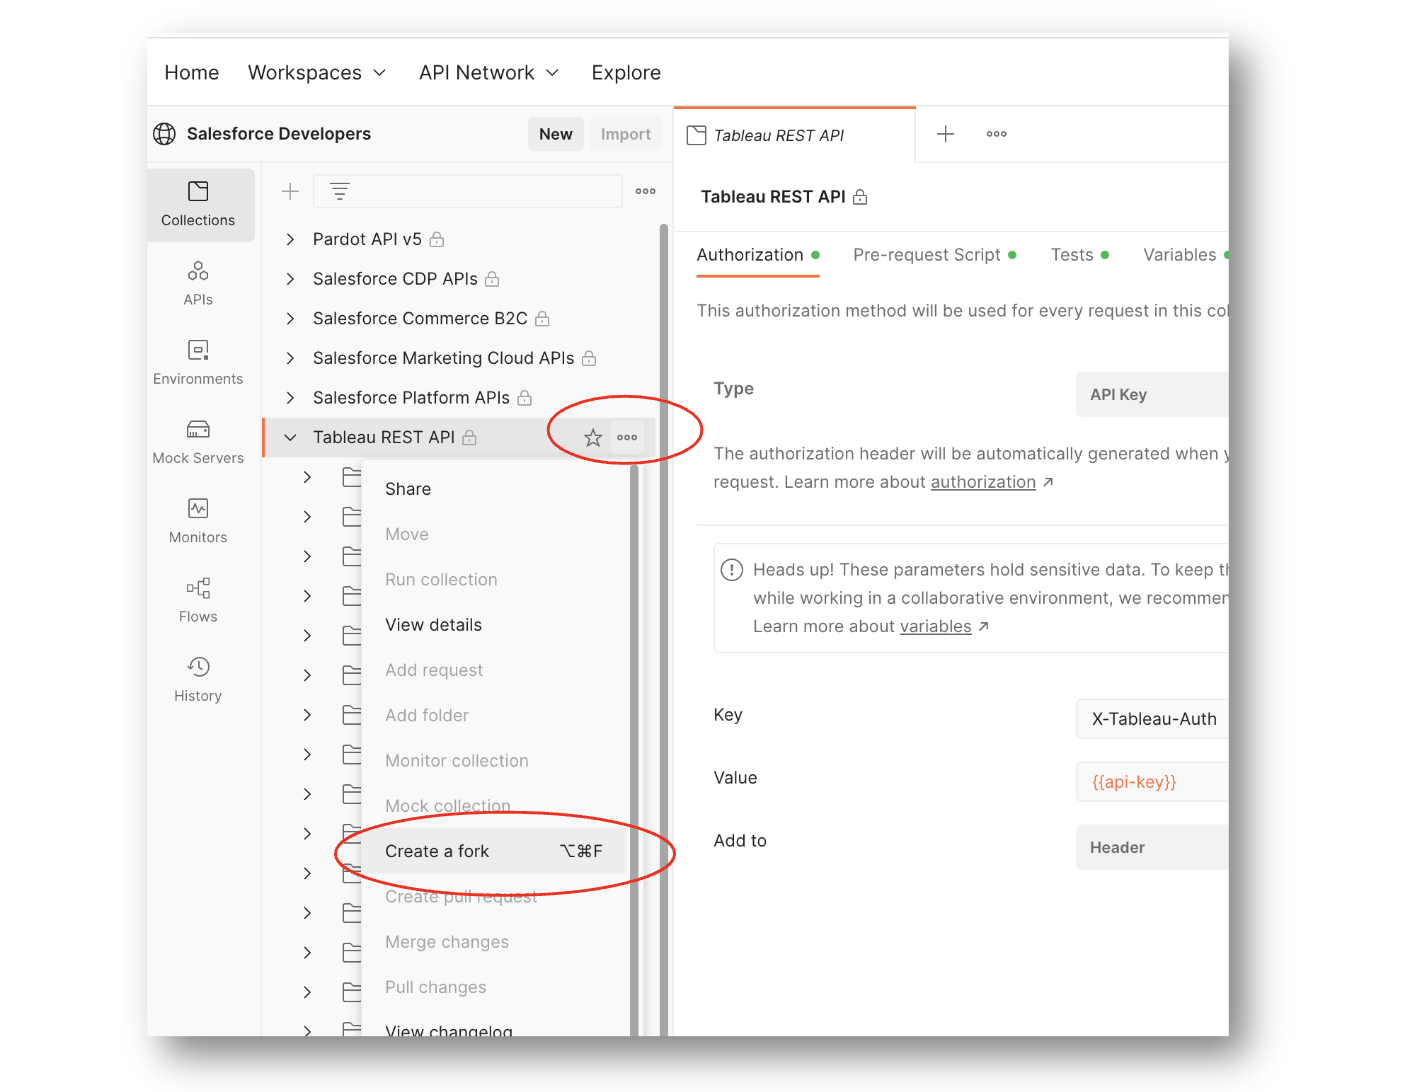 Home Workspaces API Network Explore
Salesforce Developers New Import
Tableau REST API
Collections
APIs
Environments
Mock Servers
Monitors
Flows
History
Pardot API v5
Salesforce CDP APIs
Salesforce Commerce B2C
Salesforce Marketing Cloud APIs
Salesforce Platform APIs
Tableau REST API
Share
Move
Run collection
View details
Add request
Add folder
Monitor collection
Mock collection
Create a fork ⌥⌘F
Create pull request
Merge changes
Pull changes
View changelog
Tableau REST API
Authorization Pre-request Script Tests Variables
This authorization method will be used for every request in this
Type API Key
The authorization header will be automatically generated when
request. Learn more about authorization ↗
Heads up! These parameters hold sensitive data. To keep
while working in a collaborative environment, we
Learn more about variables ↗
Key X-Tableau-Auth
Value {{api-key}}
Add to Header